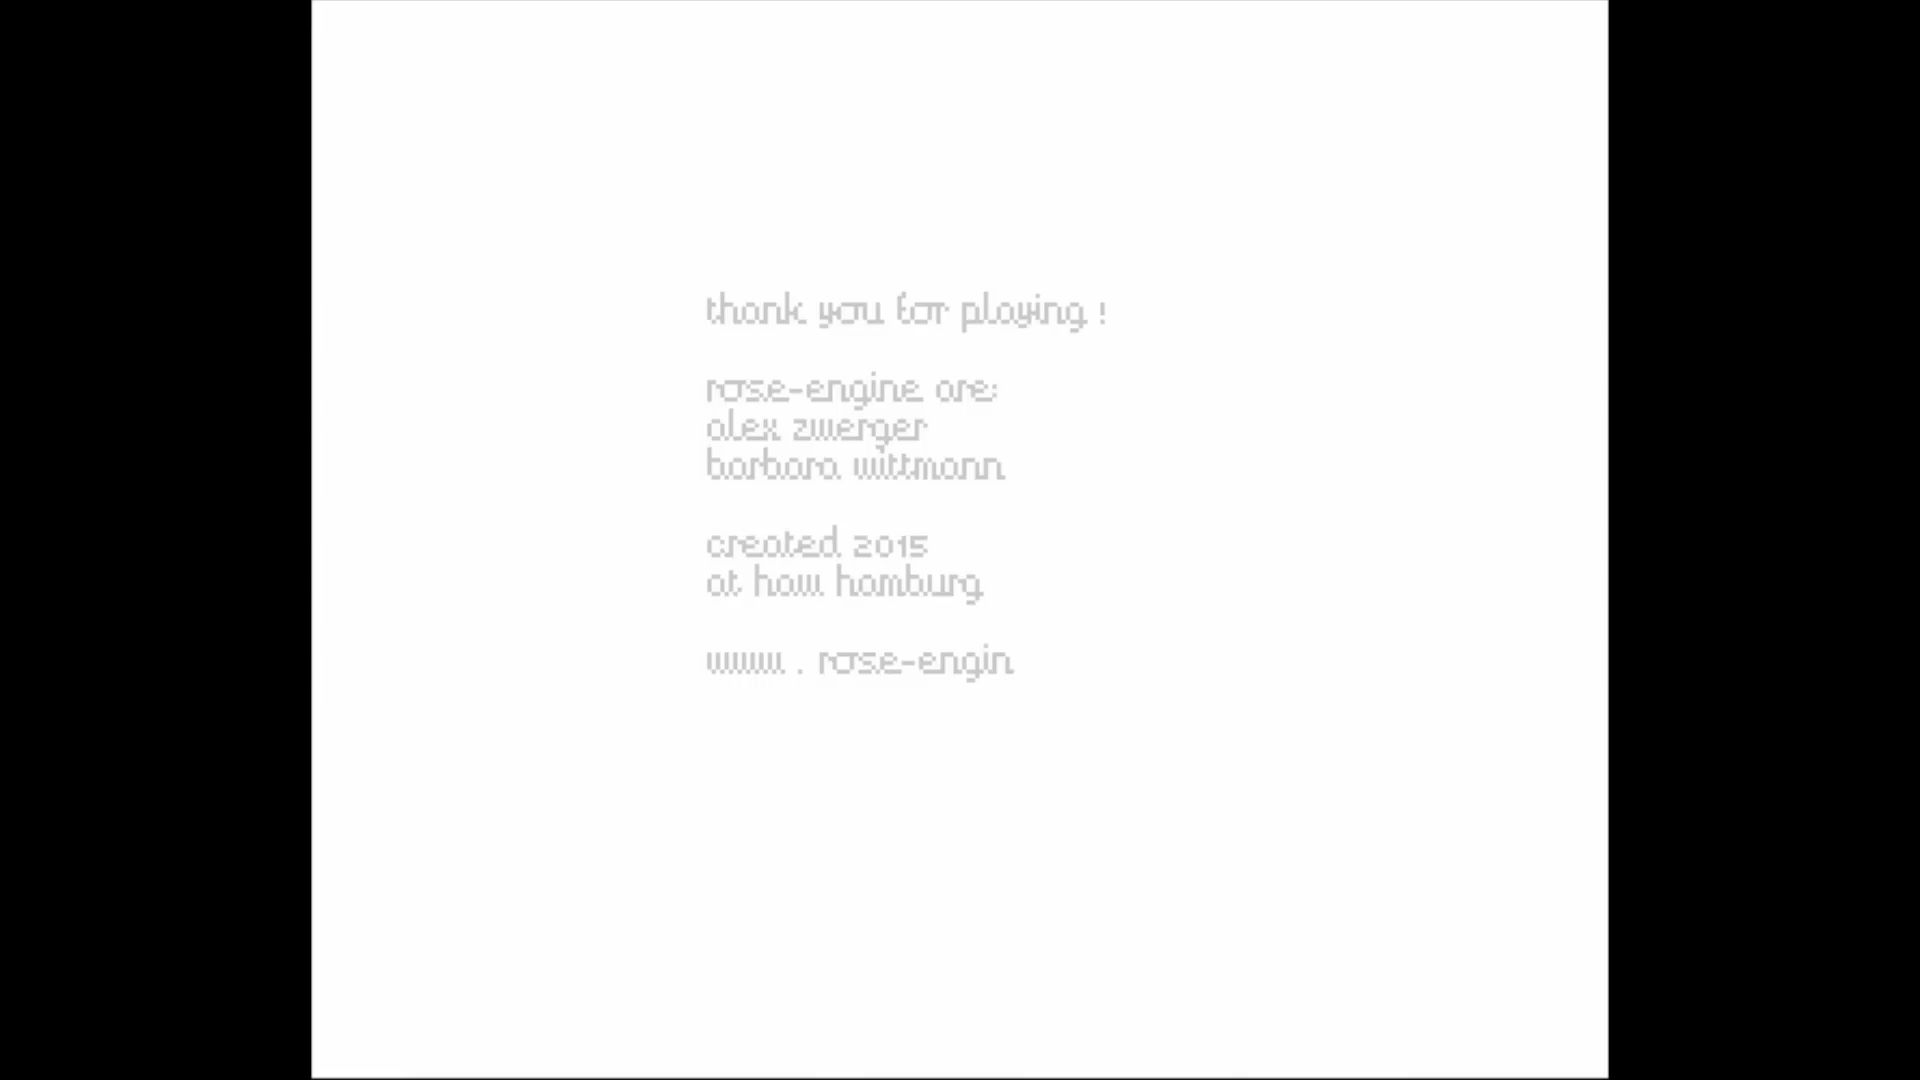 thank you for playing !
rose-engine are:
alex zwerger
barbara wittmann
created 2015
at haw hamburg
www . rose-engin